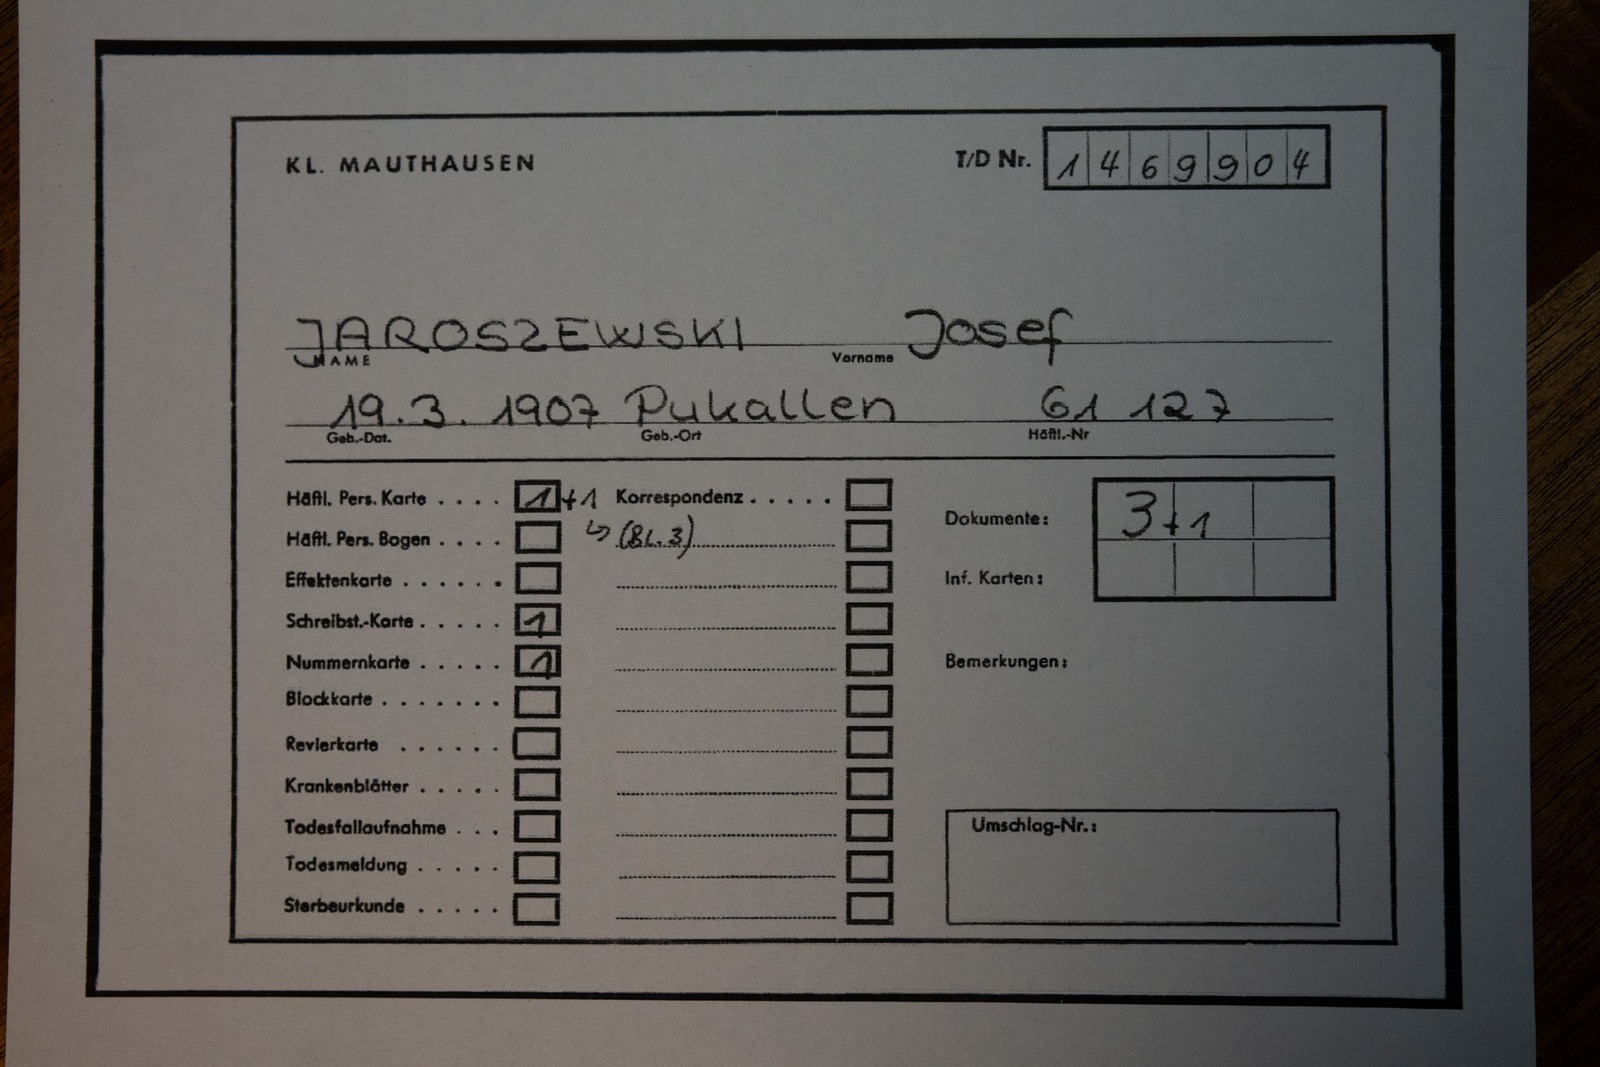 KL. MAUTHAUSEN
T/D Nr. 1469904
JAROSZEWSKI Josef
NAME Vorname
19.3.1907 Pukallen 61 127
Geb.-Dat. Geb.-Ort Häftl.-Nr
Häftl. Pers. Karte . . . . 1+1
Häftl. Pers. Bogen . . . .
Effektenkarte . . . . . .
Schreibst.-Karte . . . . . 1
Nummernkarte . . . . . . 1
Blockkarte . . . . . . .
Revierkarte . . . . . .
Krankenblätter . . . . .
Todesfallaufnahme . . .
Todesmeldung . . . . .
Sterbeurkunde . . . . .
Korrespondenz . . . . .
↳ (Bl. 3)
Dokumente: 3+1
Inf. Karten:
Bemerkungen:
Umschlag-Nr.: